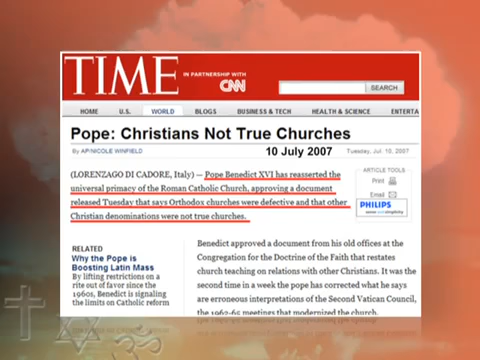 TIME
IN PARTNERSHIP WITH
CNN
SEARCH
HOME U.S. WORLD BLOGS BUSINESS & TECH HEALTH & SCIENCE ENTERTA
Pope: Christians Not True Churches
By AP/NICOLE WINFIELD 10 July 2007 Tuesday, Jul. 10, 2007
(LORENZAGO DI CADORE, Italy) — Pope Benedict XVI has reasserted the
universal primacy of the Roman Catholic Church, approving a document
released Tuesday that says Orthodox churches were defective and that other
Christian denominations were not true churches.
ARTICLE TOOLS
Print
Email
PHILIPS
sense and simplicity
RELATED
Why the Pope is
Boosting Latin Mass
By lifting restrictions on a
rite out of favor since the
1960s, Benedict is signaling
the limits on Catholic reform
Benedict approved a document from his old offices at the
Congregation for the Doctrine of the Faith that restates
church teaching on relations with other Christians. It was the
second time in a week the pope has corrected what he says
are erroneous interpretations of the Second Vatican Council,
the 1962-65 meetings that modernized the church.